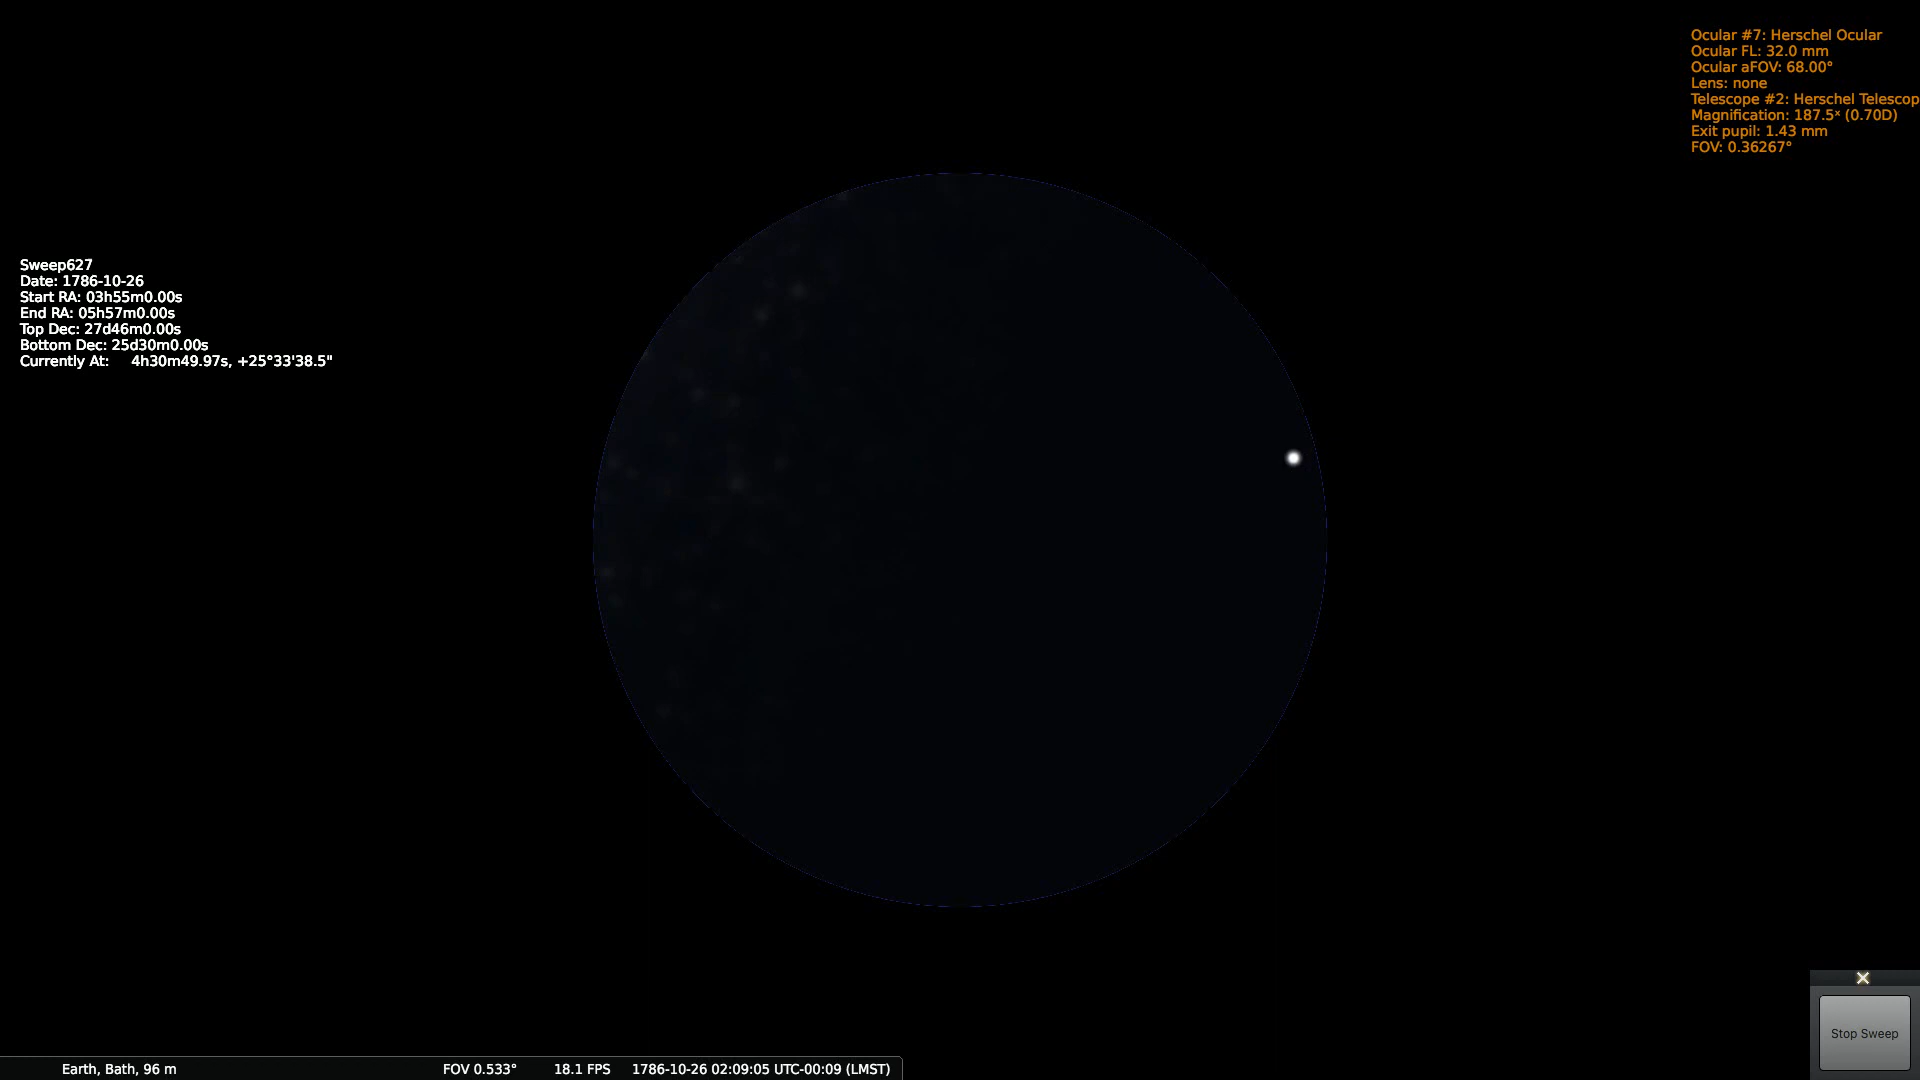 Ocular #7: Herschel Ocular
Ocular FL: 32.0 mm
Ocular aFOV: 68.00°
Lens: none
Telescope #2: Herschel Telescop
Magnification: 187.5ˣ (0.70D)
Exit pupil: 1.43 mm
FOV: 0.36267°
Sweep627
Date: 1786-10-26
Start RA: 03h55m0.00s
End RA: 05h57m0.00s
Top Dec: 27d46m0.00s
Bottom Dec: 25d30m0.00s
Currently At: 4h30m49.97s, +25°33'38.5"
Stop Sweep
Earth, Bath, 96 m FOV 0.533° 18.1 FPS 1786-10-26 02:09:05 UTC-00:09 (LMST)